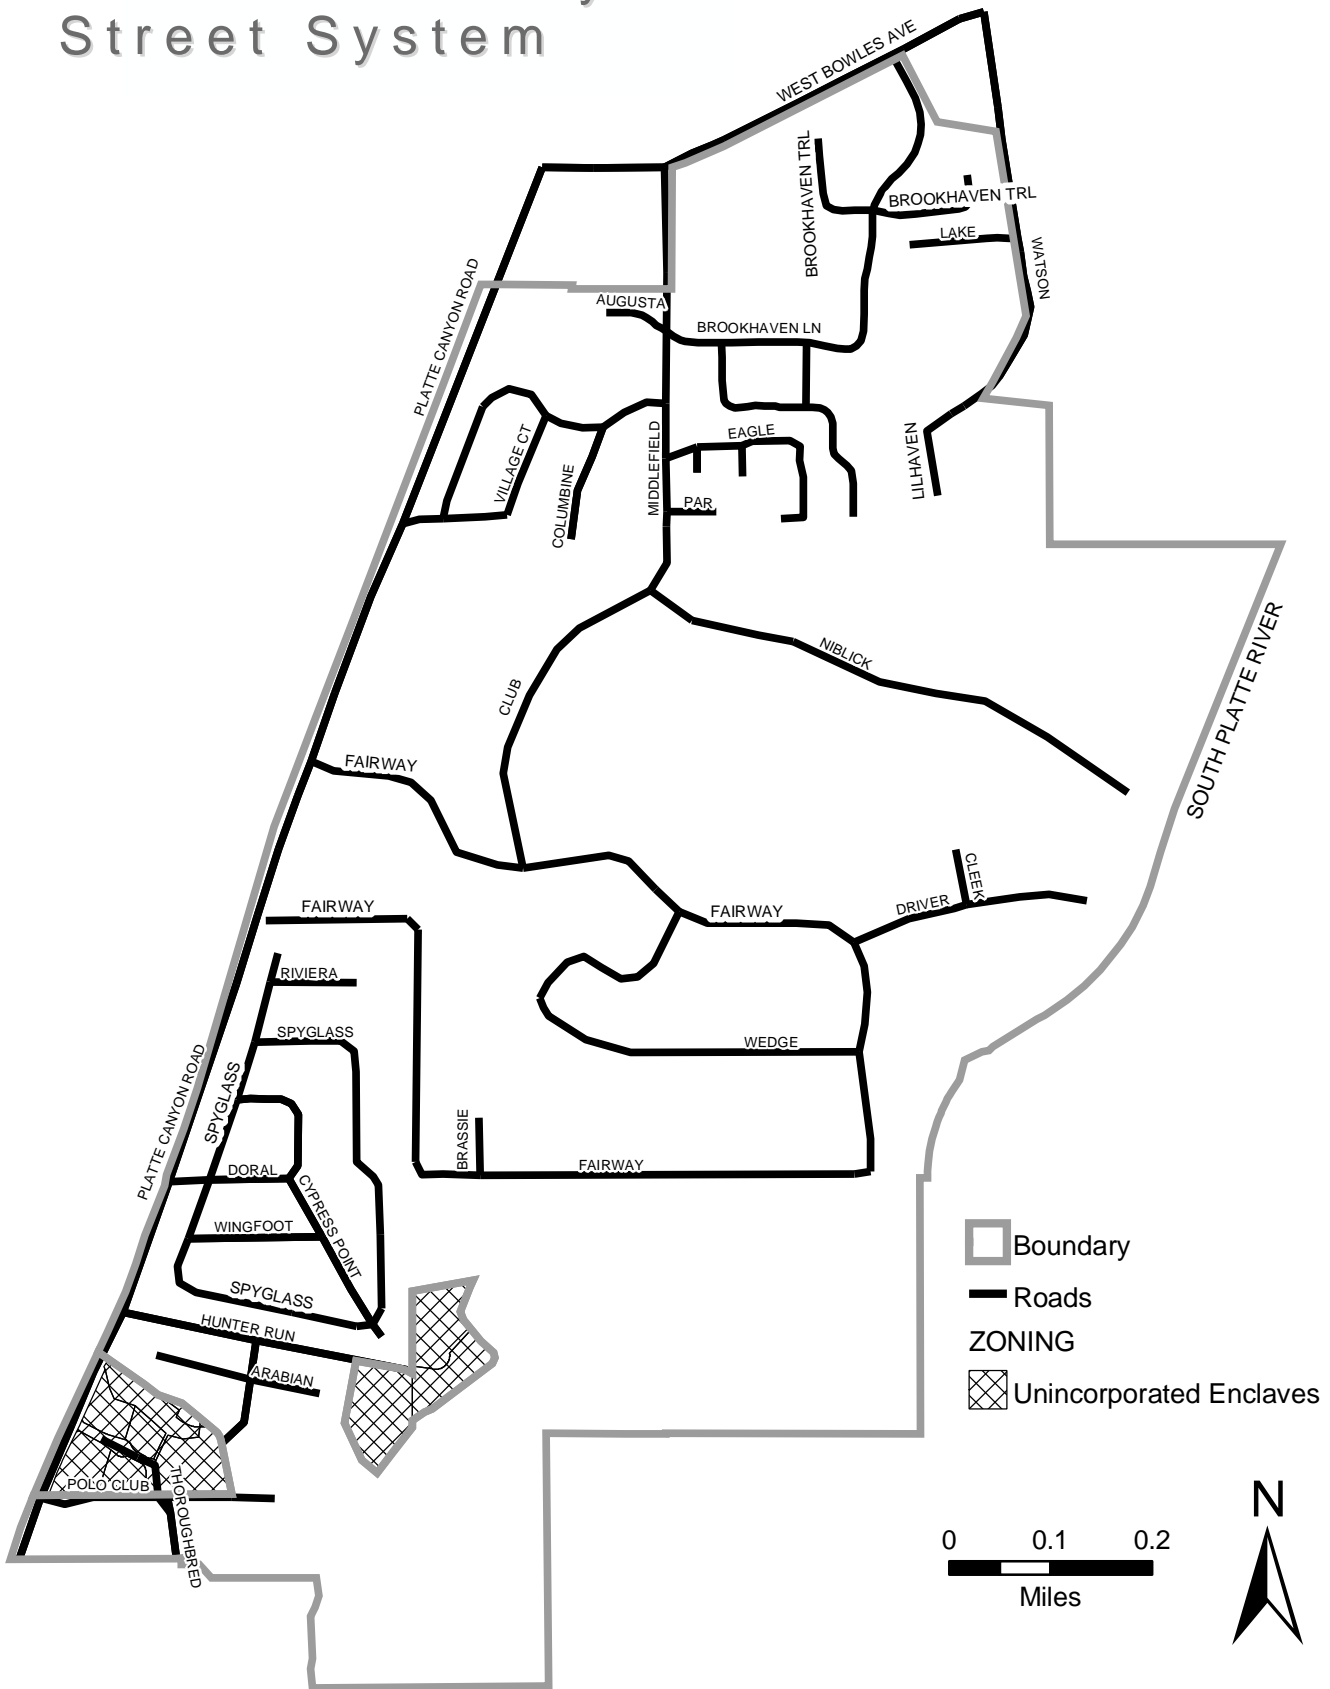 Street System
WEST BOWLES AVE
BROOKHAVEN TRL
BROOKHAVEN TRL
LAKE
WATSON
PLATTE CANYON ROAD
AUGUSTA
BROOKHAVEN LN
EAGLE
MIDDLEFIELD
VILLAGE CT
COLUMBINE
LILHAVEN
PAR
NIBLICK
SOUTH PLATTE RIVER
CLUB
FAIRWAY
CLEEK
DRIVER
FAIRWAY
FAIRWAY
RIVIERA
SPYGLASS
WEDGE
PLATTE CANYON ROAD
SPYGLASS
BRASSIE
FAIRWAY
DORAL
CYPRESS POINT
WINGFOOT
SPYGLASS
HUNTER RUN
ARABIAN
POLO CLUB
THOROUGHBRED
Boundary
Roads
ZONING
Unincorporated Enclaves
N
0 0.1 0.2
Miles